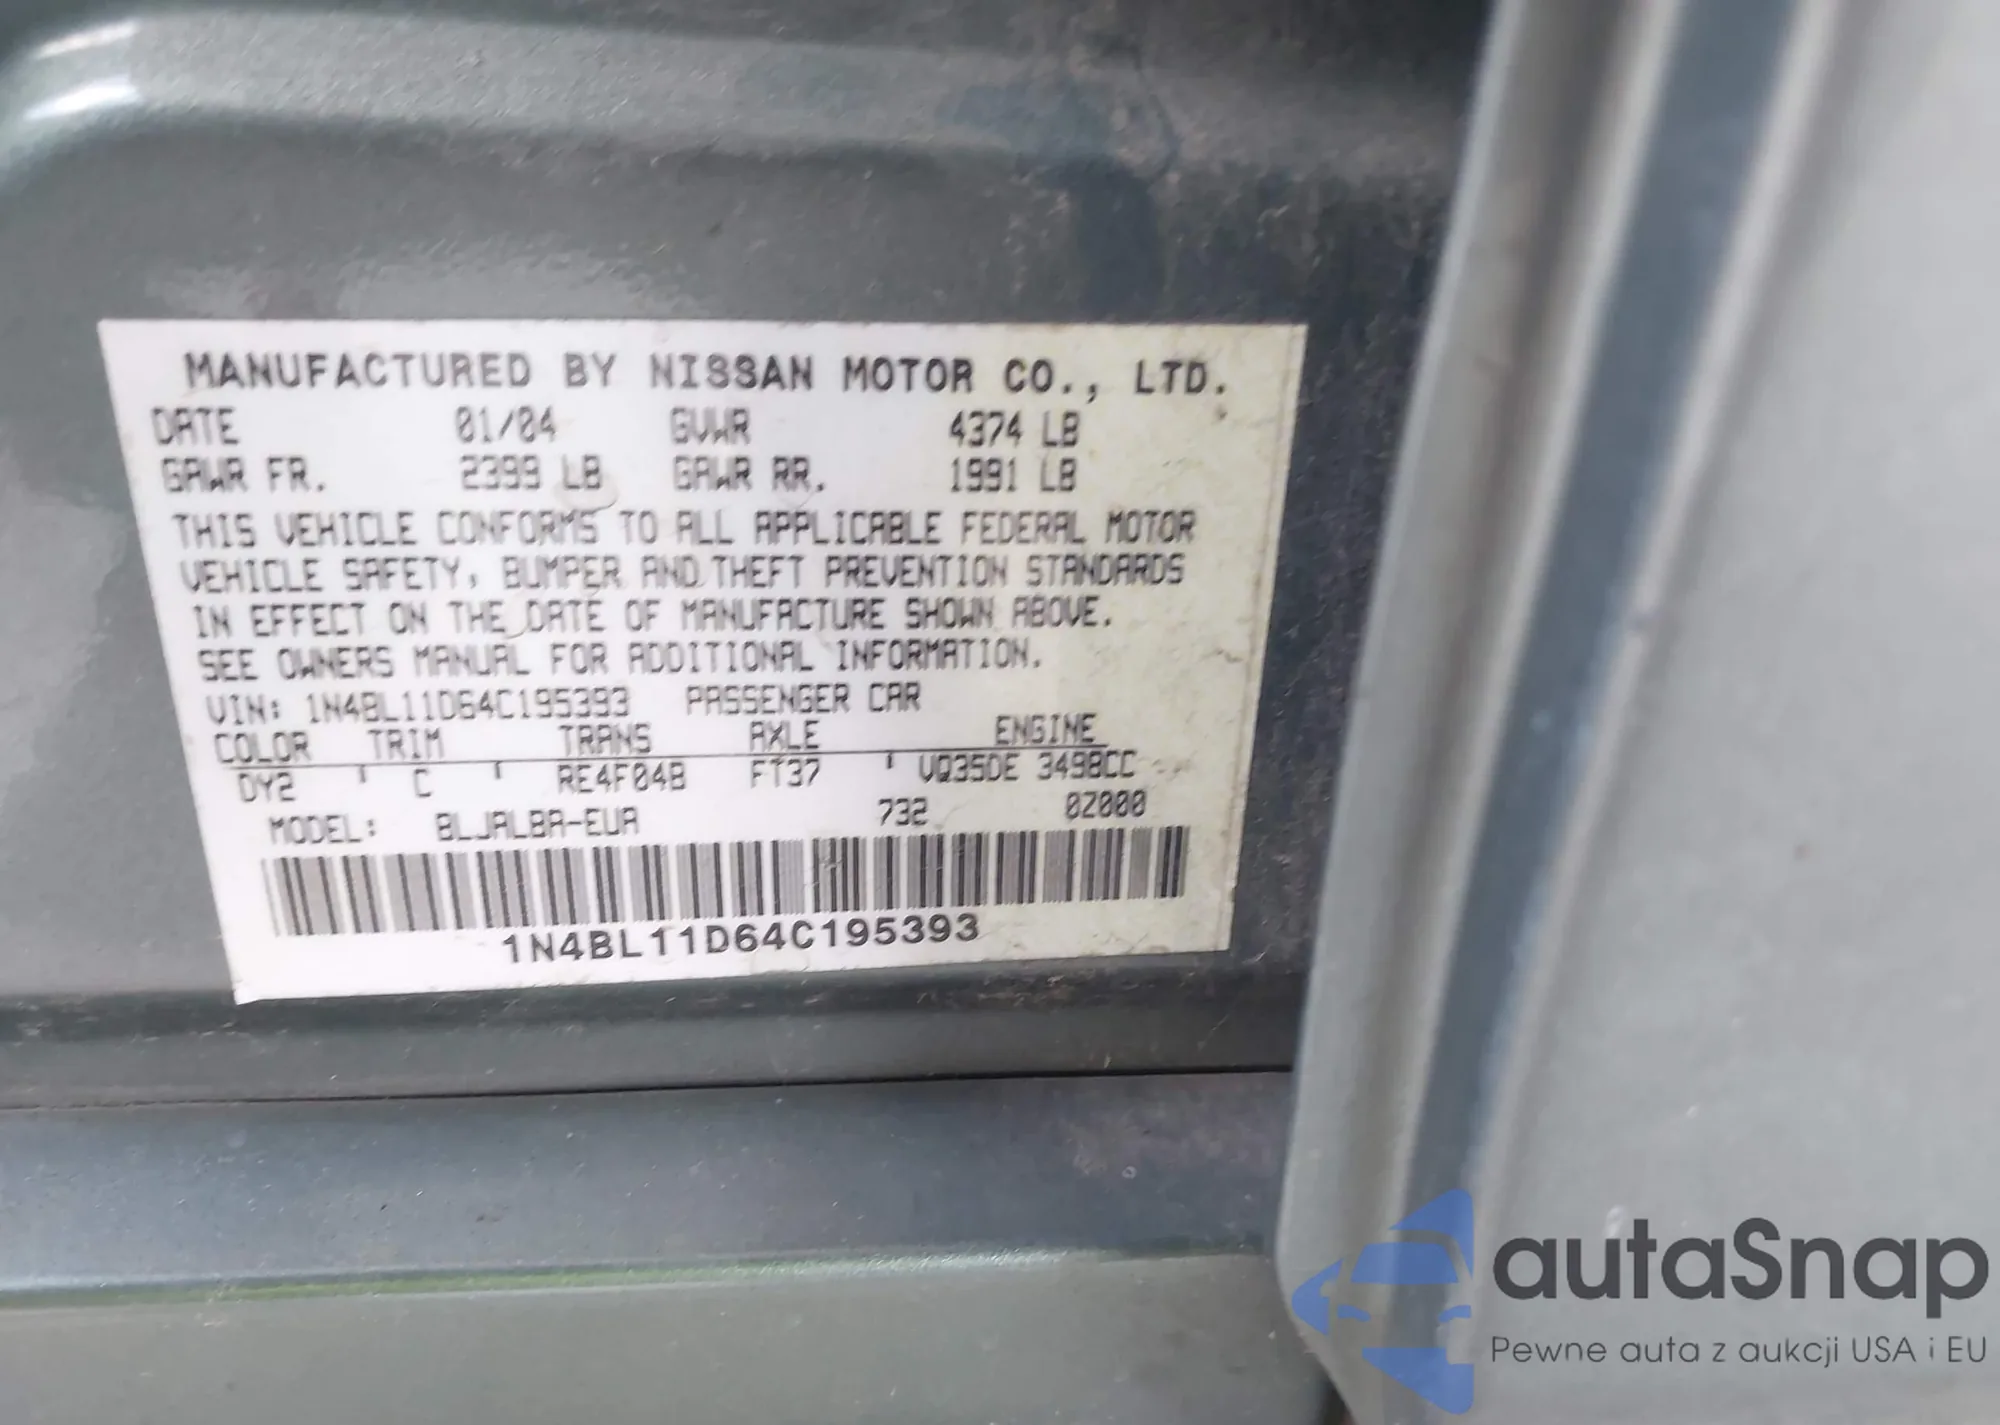 MANUFACTURED BY NISSAN MOTOR CO., LTD.
DATE 01/04 GVWR 4374 LB
GAWR FR. 2399 LB GAWR RR. 1991 LB
THIS VEHICLE CONFORMS TO ALL APPLICABLE FEDERAL MOTOR
VEHICLE SAFETY, BUMPER AND THEFT PREVENTION STANDARDS
IN EFFECT ON THE DATE OF MANUFACTURE SHOWN ABOVE.
SEE OWNERS MANUAL FOR ADDITIONAL INFORMATION.
VIN: 1N4BL11D64C195393 PASSENGER CAR
COLOR TRIM TRANS AXLE ENGINE
DY2 C RE4F04B FT37 VQ35DE 3498CC
MODEL: BLJALBA-EUA 732 0Z000
1N4BL11D64C195393
autaSnap
Pewne auta z aukcji USA i EU